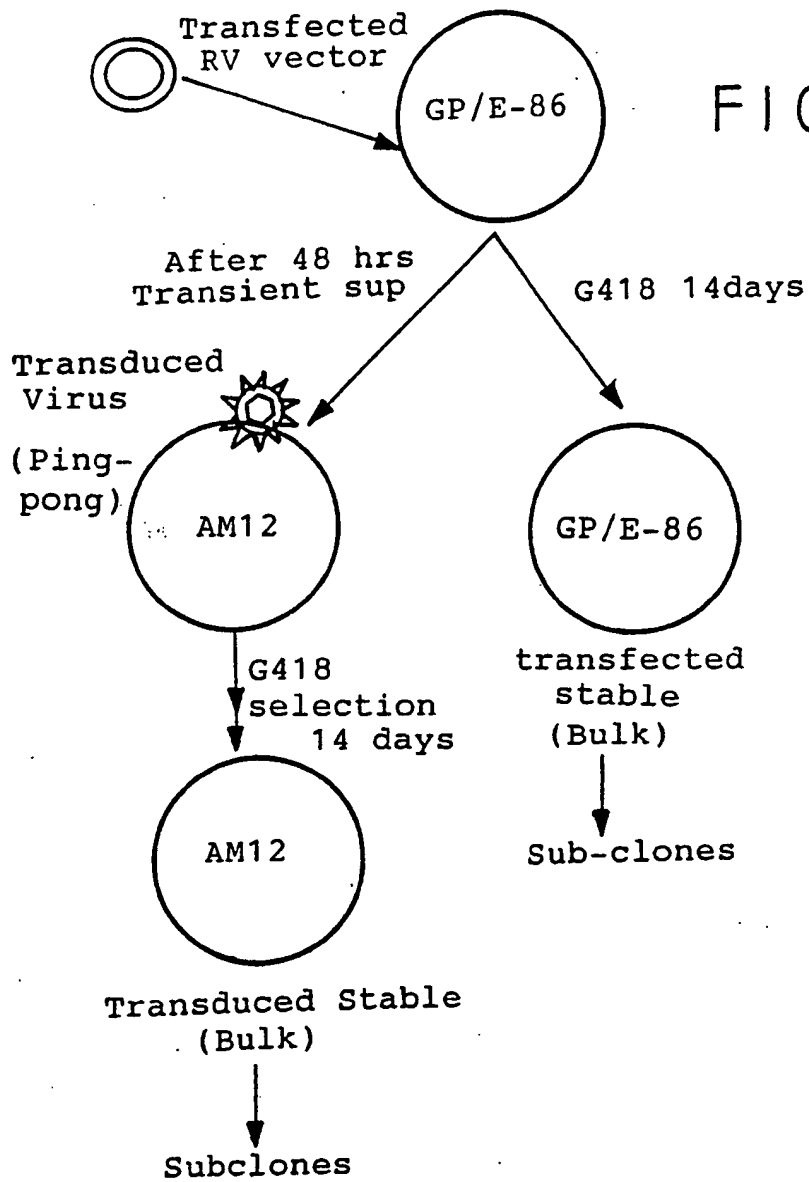 Transfected
RV vector
GP/E-86
FIG
After 48 hrs
Transient sup
G418 14days
Transduced
Virus
(Ping-
pong)
AM12
GP/E-86
G418
selection
14 days
transfected
stable
(Bulk)
AM12
Sub-clones
Transduced Stable
(Bulk)
Subclones